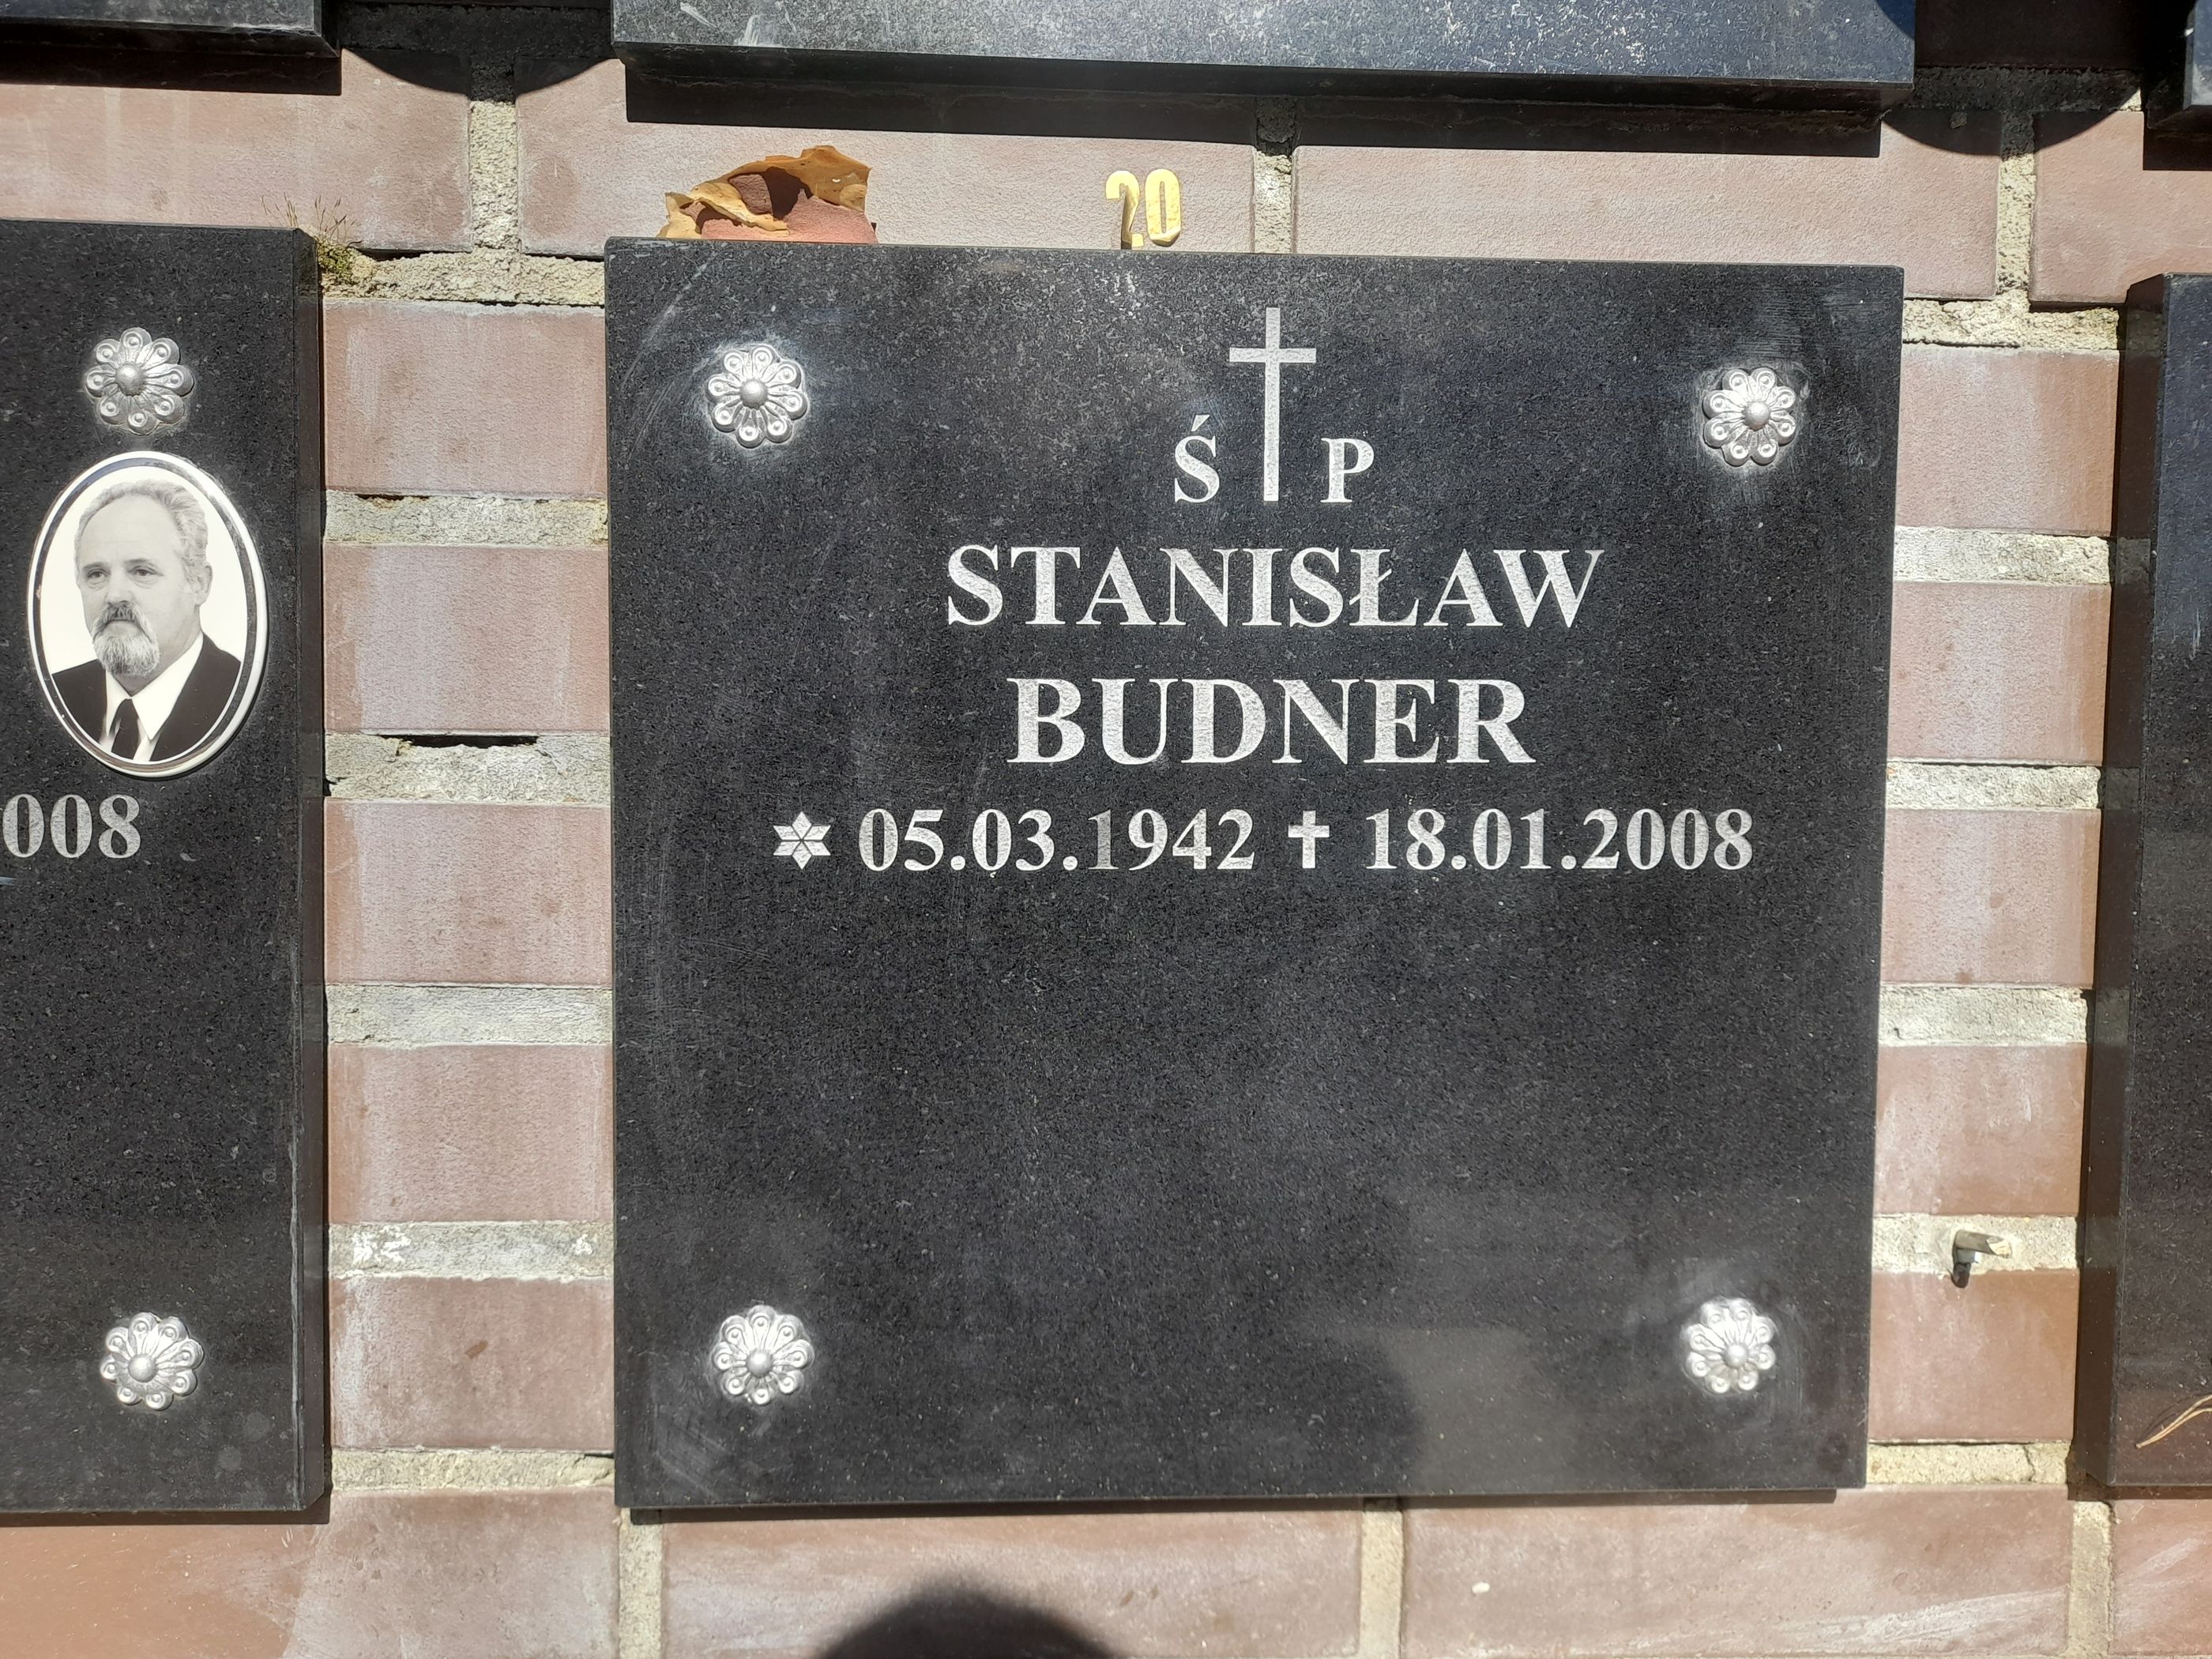 20
Ś P
STANISŁAW
BUDNER
05.03.1942 ✝ 18.01.2008
008